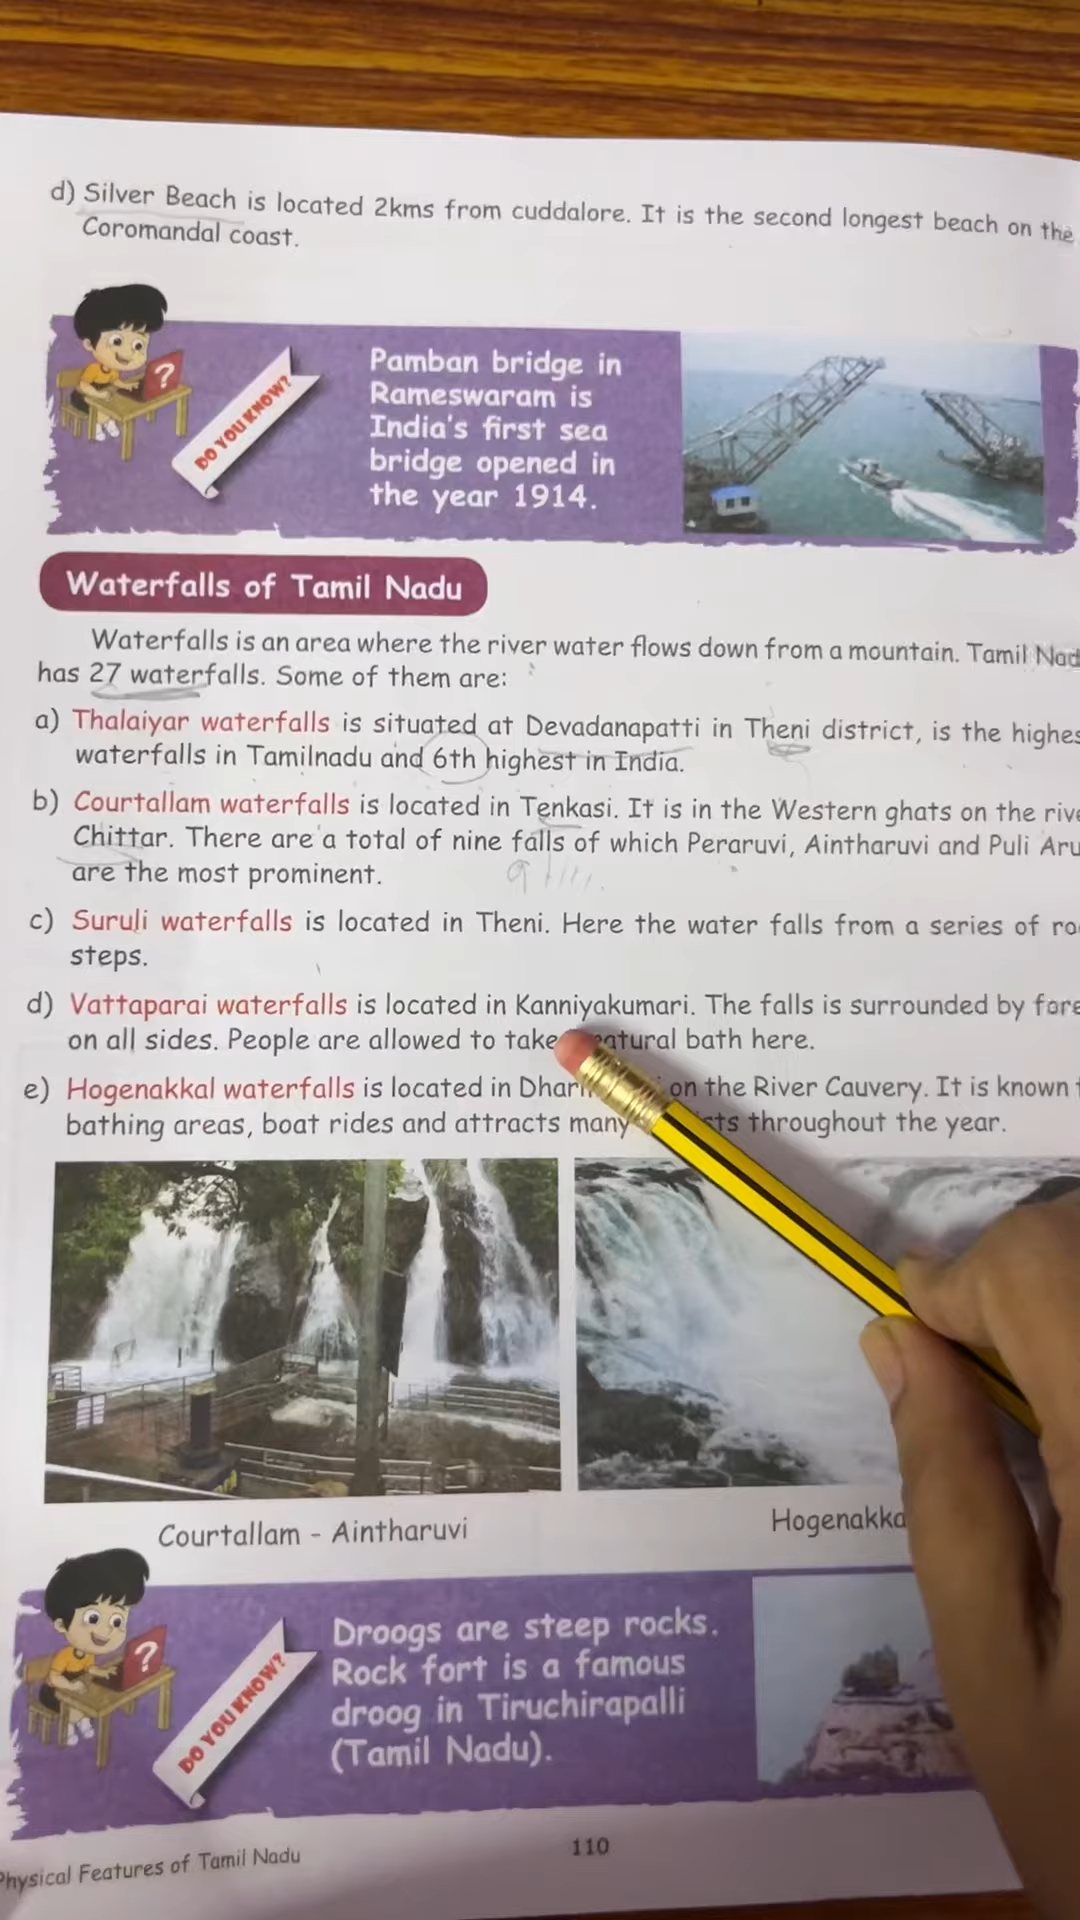 d) Silver Beach is located 2kms from cuddalore. It is the second longest beach on the
Coromandal coast.
?
DO YOU KNOW?
Pamban bridge in
Rameswaram is
India's first sea
bridge opened in
the year 1914.
Waterfalls of Tamil Nadu
Waterfalls is an area where the river water flows down from a mountain. Tamil Nad
has 27 waterfalls. Some of them are:
a) Thalaiyar waterfalls is situated at Devadanapatti in Theni district, is the highes
waterfalls in Tamilnadu and 6th highest in India.
b) Courtallam waterfalls is located in Tenkasi. It is in the Western ghats on the rive
Chittar. There are a total of nine falls of which Peraruvi, Aintharuvi and Puli Aru
are the most prominent.
c) Suruli waterfalls is located in Theni. Here the water falls from a series of ro
steps.
d) Vattaparai waterfalls is located in Kanniyakumari. The falls is surrounded by fore
on all sides. People are allowed to take natural bath here.
e) Hogenakkal waterfalls is located in Dhar on the River Cauvery. It is known
bathing areas, boat rides and attracts many throughout the year.
Courtallam - Aintharuvi
Hogenakka
?
DO YOU KNOW?
Droogs are steep rocks.
Rock fort is a famous
droog in Tiruchirapalli
(Tamil Nadu).
Physical Features of Tamil Nadu
110